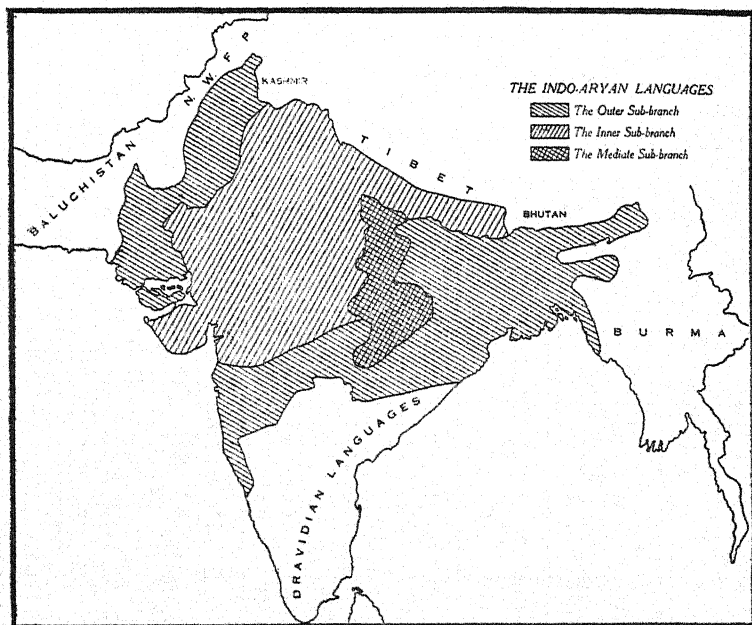 N. W. F. P.
KASHMIR
THE INDO-ARYAN LANGUAGES
The Outer Sub-branch
The Inner Sub-branch
The Mediate Sub-branch
BALUCHISTAN
TIBET
BHUTAN
BURMA
DRAVIDIAN LANGUAGES